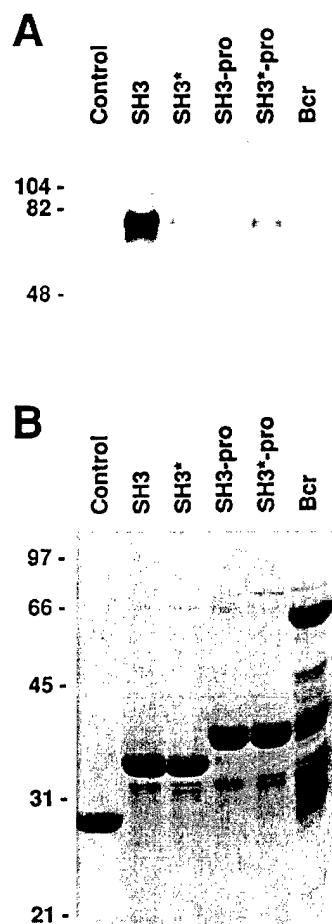 A
Control SH3 SH3* SH3-pro SH3*-pro Bcr
104 -
82 -
48 -
B
Control SH3 SH3* SH3-pro SH3*-pro Bcr
97 -
66 -
45 -
31 -
21 -